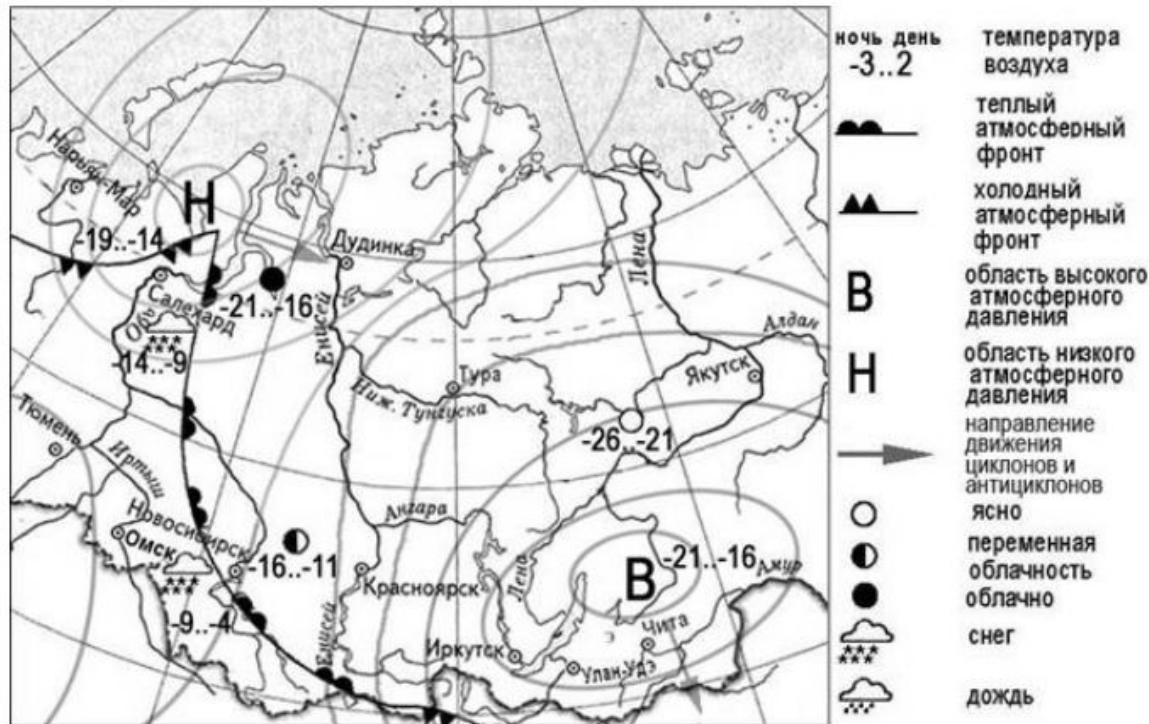 Нарьян-Мар
Н
-19..-14
Дудинка
Салехард
-21..-16
Обь
-14..-9
Енисей
Лена
Алдан
Якутск
Тура
Ниж. Тунгуска
-26..-21
Тюмень
Иртыш
Новосибирск
Омск
-16..-11
Ангара
Красноярск
Лена
В
-21..-16
Амур
-9..-4
Енисей
Иркутск
Улан-Удэ
Чита
ночь день
-3..2
температура
воздуха
теплый
атмосферный
фронт
холодный
атмосферный
фронт
В
область высокого
атмосферного
давления
Н
область низкого
атмосферного
давления
направление
движения
циклонов и
антициклонов
ясно
переменная
облачность
облачно
снег
дождь